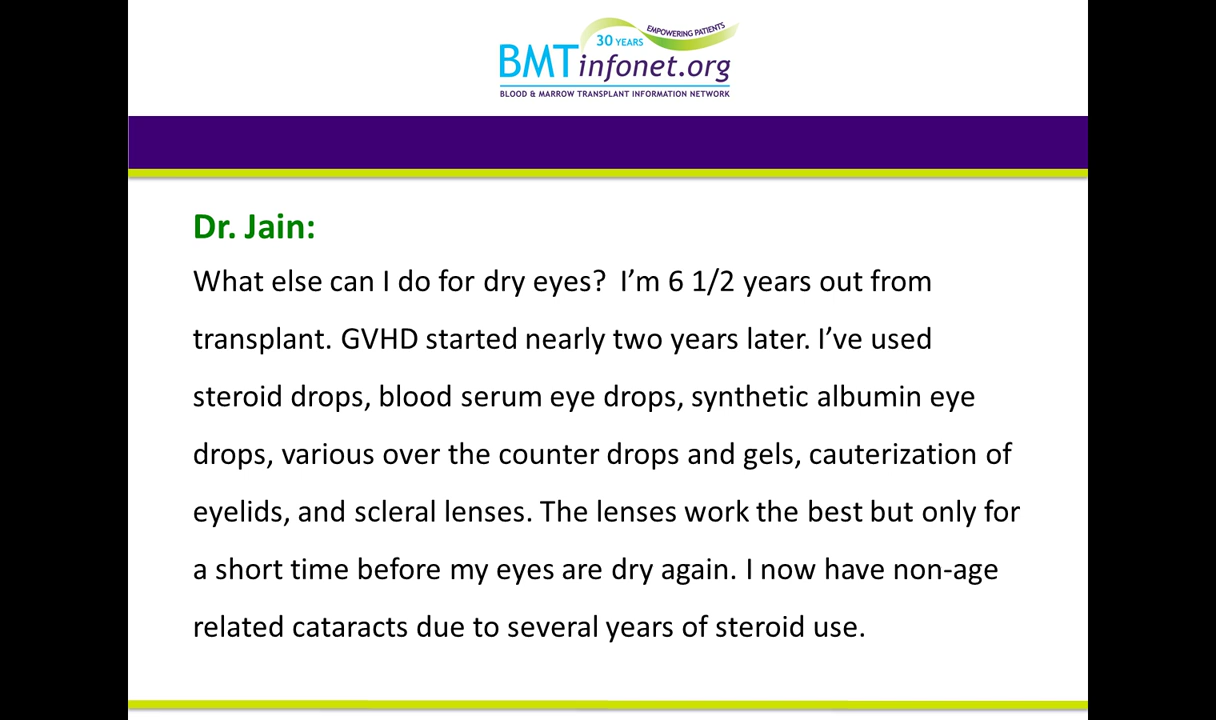 EMPOWERING PATIENTS
30 YEARS
BMTinfonet.org
BLOOD & MARROW TRANSPLANT INFORMATION NETWORK
Dr. Jain:
What else can I do for dry eyes?  I’m 6 1/2 years out from
transplant. GVHD started nearly two years later. I’ve used
steroid drops, blood serum eye drops, synthetic albumin eye
drops, various over the counter drops and gels, cauterization of
eyelids, and scleral lenses. The lenses work the best but only for
a short time before my eyes are dry again. I now have non-age
related cataracts due to several years of steroid use.